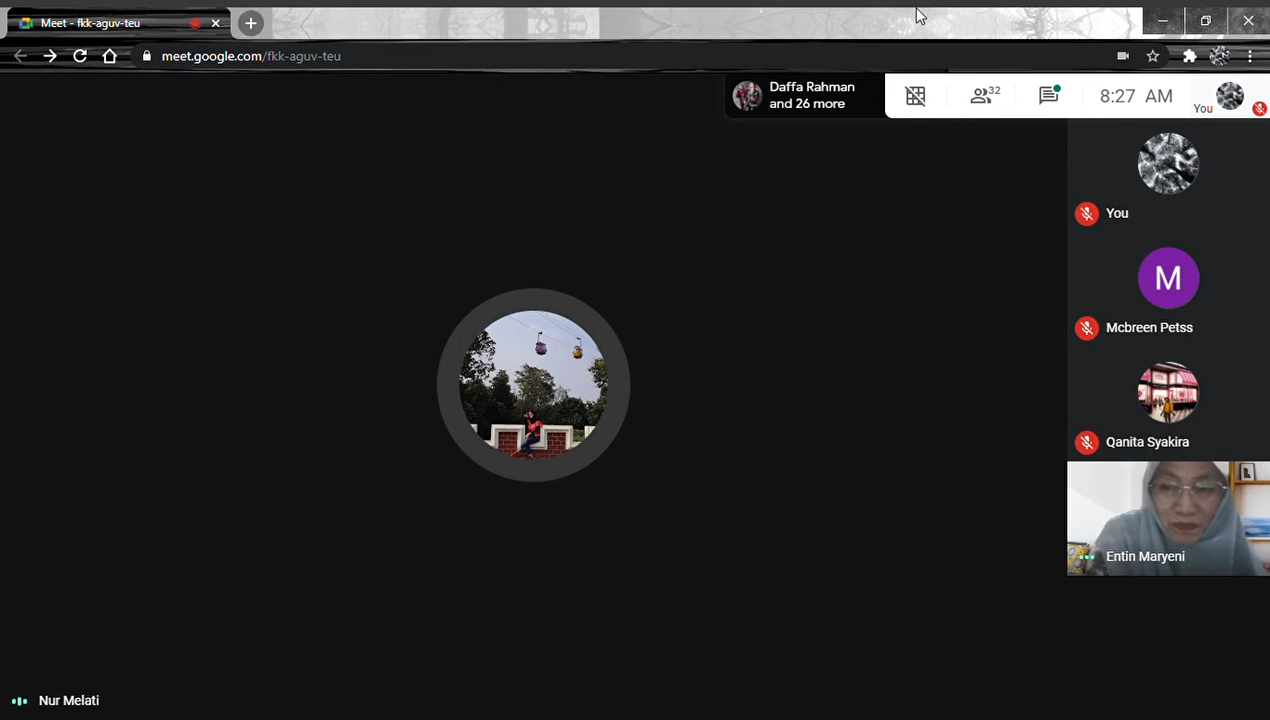 Meet - fkk-aguv-teu
meet.google.com/fkk-aguv-teu
Daffa Rahman
and 26 more
32
8:27 AM
You
You
M
Mcbreen Petss
Qanita Syakira
Entin Maryeni
Nur Melati